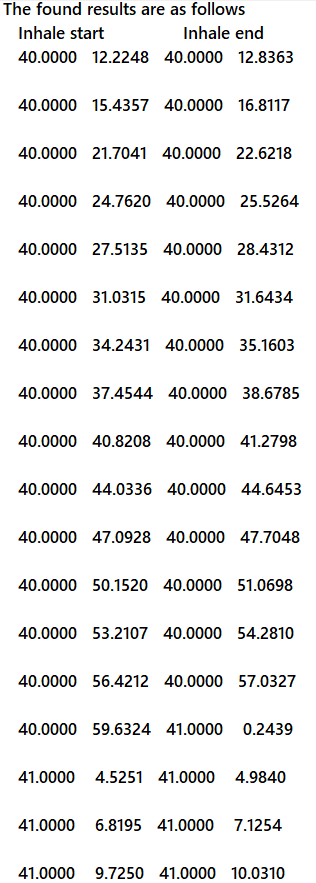 The found results are as follows
Inhale start Inhale end
40.0000 12.2248 40.0000 12.8363
40.0000 15.4357 40.0000 16.8117
40.0000 21.7041 40.0000 22.6218
40.0000 24.7620 40.0000 25.5264
40.0000 27.5135 40.0000 28.4312
40.0000 31.0315 40.0000 31.6434
40.0000 34.2431 40.0000 35.1603
40.0000 37.4544 40.0000 38.6785
40.0000 40.8208 40.0000 41.2798
40.0000 44.0336 40.0000 44.6453
40.0000 47.0928 40.0000 47.7048
40.0000 50.1520 40.0000 51.0698
40.0000 53.2107 40.0000 54.2810
40.0000 56.4212 40.0000 57.0327
40.0000 59.6324 41.0000 0.2439
41.0000 4.5251 41.0000 4.9840
41.0000 6.8195 41.0000 7.1254
41.0000 9.7250 41.0000 10.0310